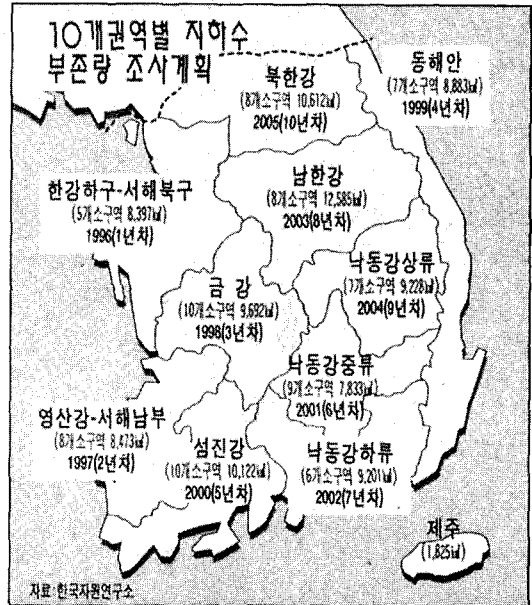 10개권역별 지하수
부존량 조사계획
북한강
(8개소구역 10,612㎢)
2005(10년차)
동해안
(7개소구역 8,883㎢)
1999(4년차)
한강하구-서해북구
(5개소구역 8,397㎢)
1996(1년차)
남한강
(8개소구역 12,585㎢)
2003(8년차)
금강
(10개소구역 9,692㎢)
1998(3년차)
낙동강상류
(7개소구역 9,228㎢)
2004(9년차)
낙동강중류
(9개소구역 7,833㎢)
2001(6년차)
영산강-서해남부
(8개소구역 8,473㎢)
1997(2년차)
섬진강
(10개소구역 10,122㎢)
2000(5년차)
낙동강하류
(6개소구역 9,201㎢)
2002(7년차)
제주
(1,825㎢)
자료 한국자원연구소